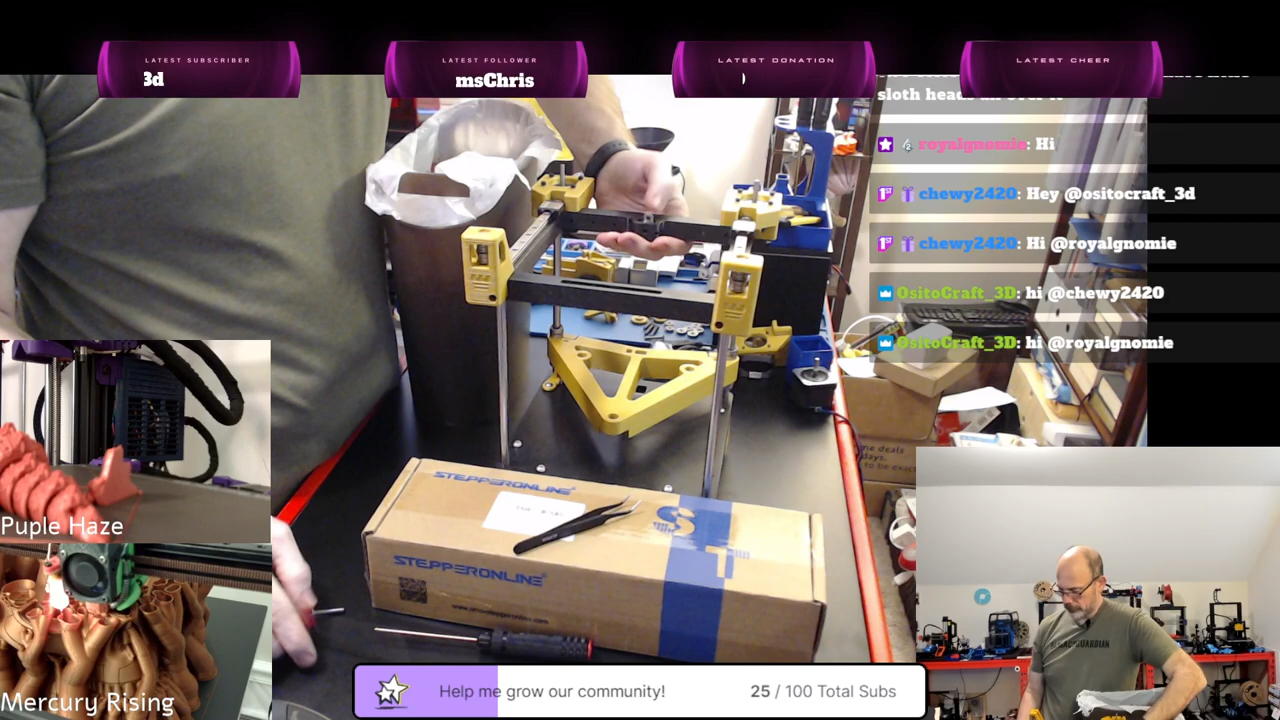 LATEST SUBSCRIBER
3d
LATEST FOLLOWER
msChris
LATEST DONATION
)
LATEST CHEER
sloth heads
royalgnomie: Hi
chewy2420: Hey @ositocraft_3d
chewy2420: Hi @royalgnomie
OsitoCraft_3D: hi @chewy2420
OsitoCraft_3D: hi @royalgnomie
STEPPERONLINE
STEPPERONLINE
Puple Haze
Mercury Rising
Help me grow our community!
25 / 100 Total Subs